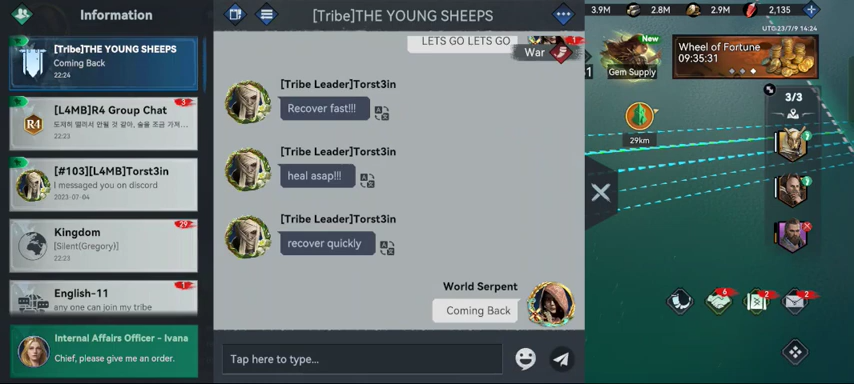 Information
[Tribe]THE YOUNG SHEEPS
Coming Back
22:24
[L4MB]R4 Group Chat
3
R4
22:23
[#103][L4MB]Torst3in
I messaged you on discord
2023-07-04
Kingdom
29
[Silent(Gregory)]
22:23
English-11
1
any one can join my tribe
Internal Affairs Officer - Ivana
Chief, please give me an order.
[Tribe]THE YOUNG SHEEPS
LETS GO LETS GO
War
1
[Tribe Leader]Torst3in
Recover fast!!!
[Tribe Leader]Torst3in
heal asap!!!
[Tribe Leader]Torst3in
recover quickly
World Serpent
Coming Back
Tap here to type...
3.9M
2.8M
2.9M
2,135
UTC 23/7/9 14:24
New
Gem Supply
Wheel of Fortune
09:35:31
3/3
29km
6
2
2